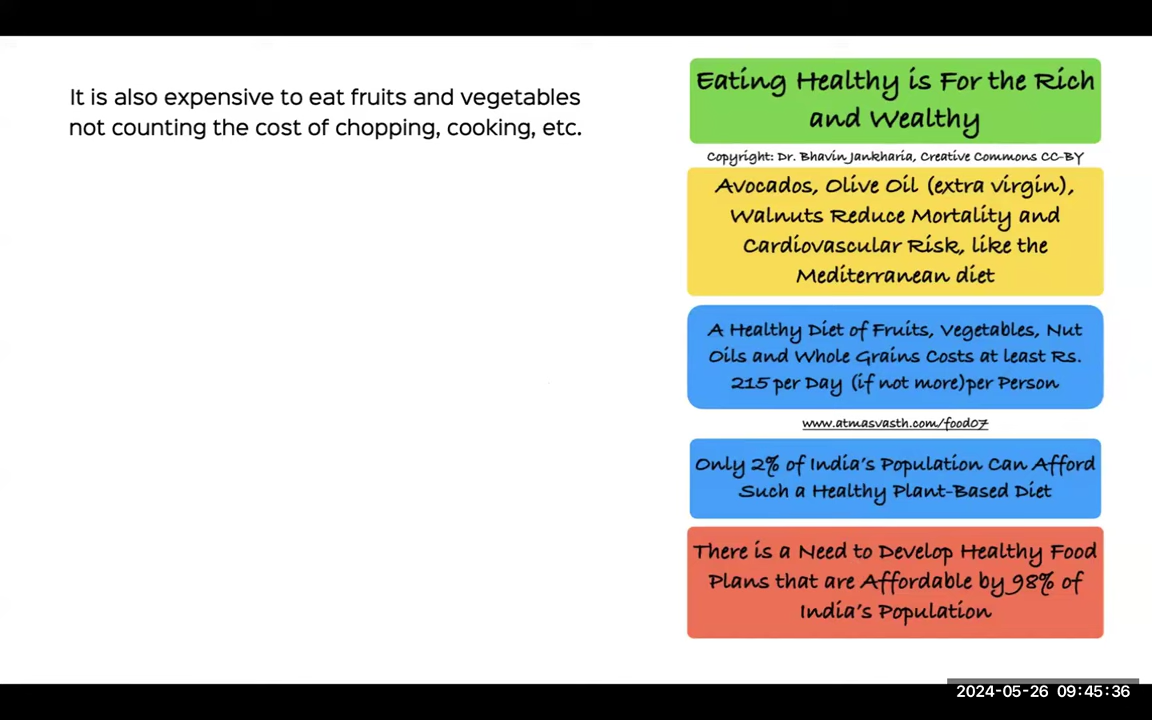 It is also expensive to eat fruits and vegetables
not counting the cost of chopping, cooking, etc.
Eating Healthy is For the Rich
and Wealthy
Copyright: Dr. Bhavin Jankharia, Creative Commons CC-BY
Avocados, Olive Oil (extra virgin),
Walnuts Reduce Mortality and
Cardiovascular Risk, like the
Mediterranean diet
A Healthy Diet of Fruits, Vegetables, Nut
Oils and Whole Grains Costs at least Rs.
215 per Day (if not more)per Person
www.atmasvasth.com/food07
Only 2% of India's Population Can Afford
Such a Healthy Plant-Based Diet
There is a Need to Develop Healthy Food
Plans that are Affordable by 98% of
India's Population
2024-05-26 09:45:36